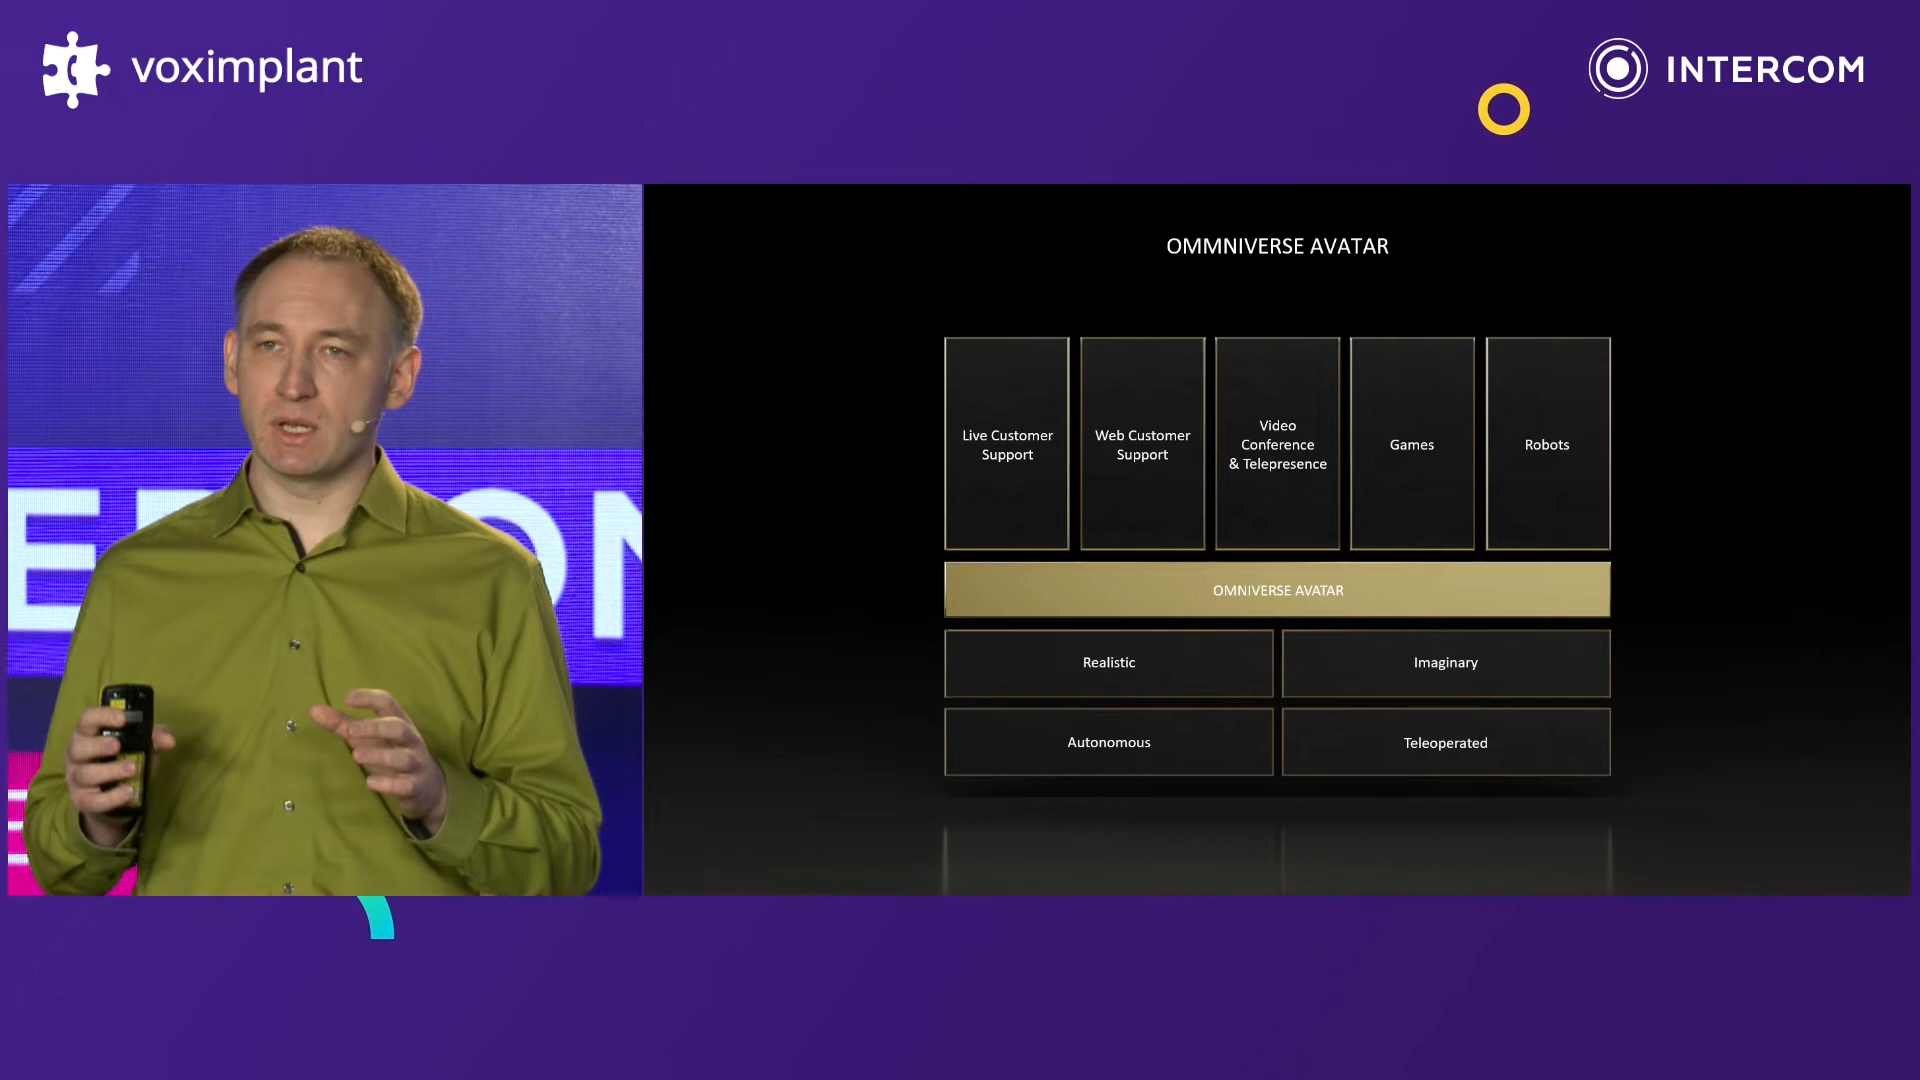 voximplant
INTERCOM
OMMNIVERSE AVATAR
Live Customer
Support
Web Customer
Support
Video
Conference
& Telepresence
Games
Robots
OMNIVERSE AVATAR
Realistic
Imaginary
Autonomous
Teleoperated